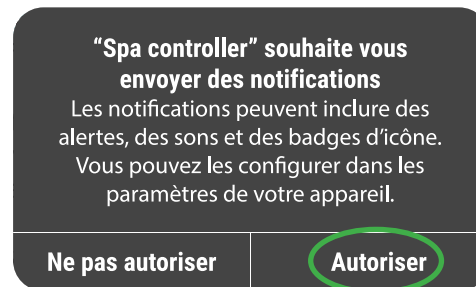 “Spa controller” souhaite vous
envoyer des notifications
Les notifications peuvent inclure des
alertes, des sons et des badges d’icône.
Vous pouvez les configurer dans les
paramètres de votre appareil.
Ne pas autoriser
Autoriser